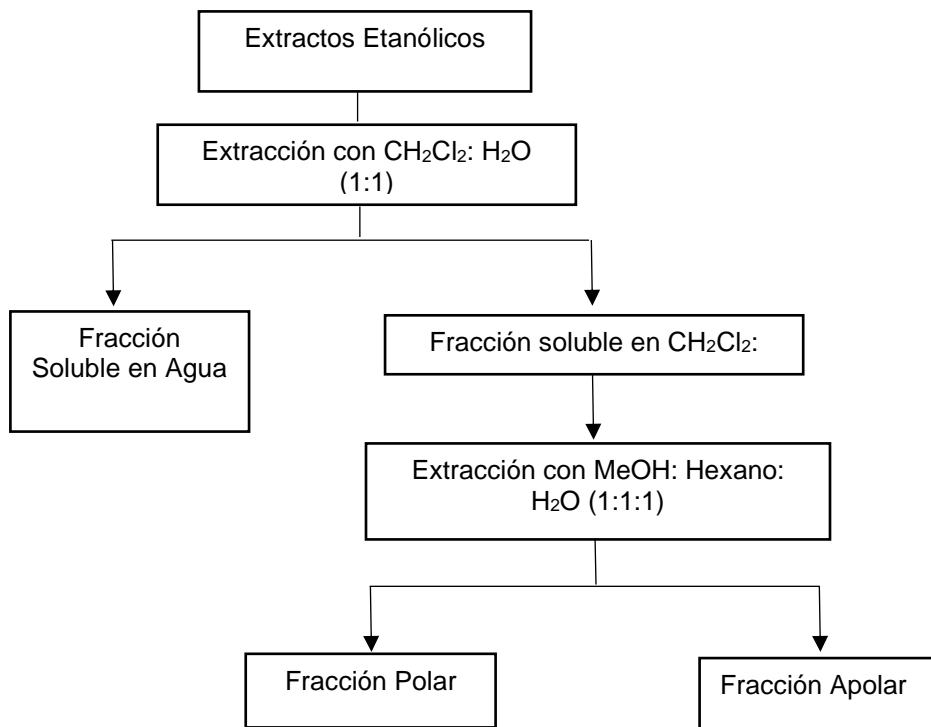 Extractos Etanólicos
Extracción con CH₂Cl₂: H₂O
(1:1)
Fracción
Soluble en Agua
Fracción soluble en CH₂Cl₂:
Extracción con MeOH: Hexano:
H₂O (1:1:1)
Fracción Polar
Fracción Apolar